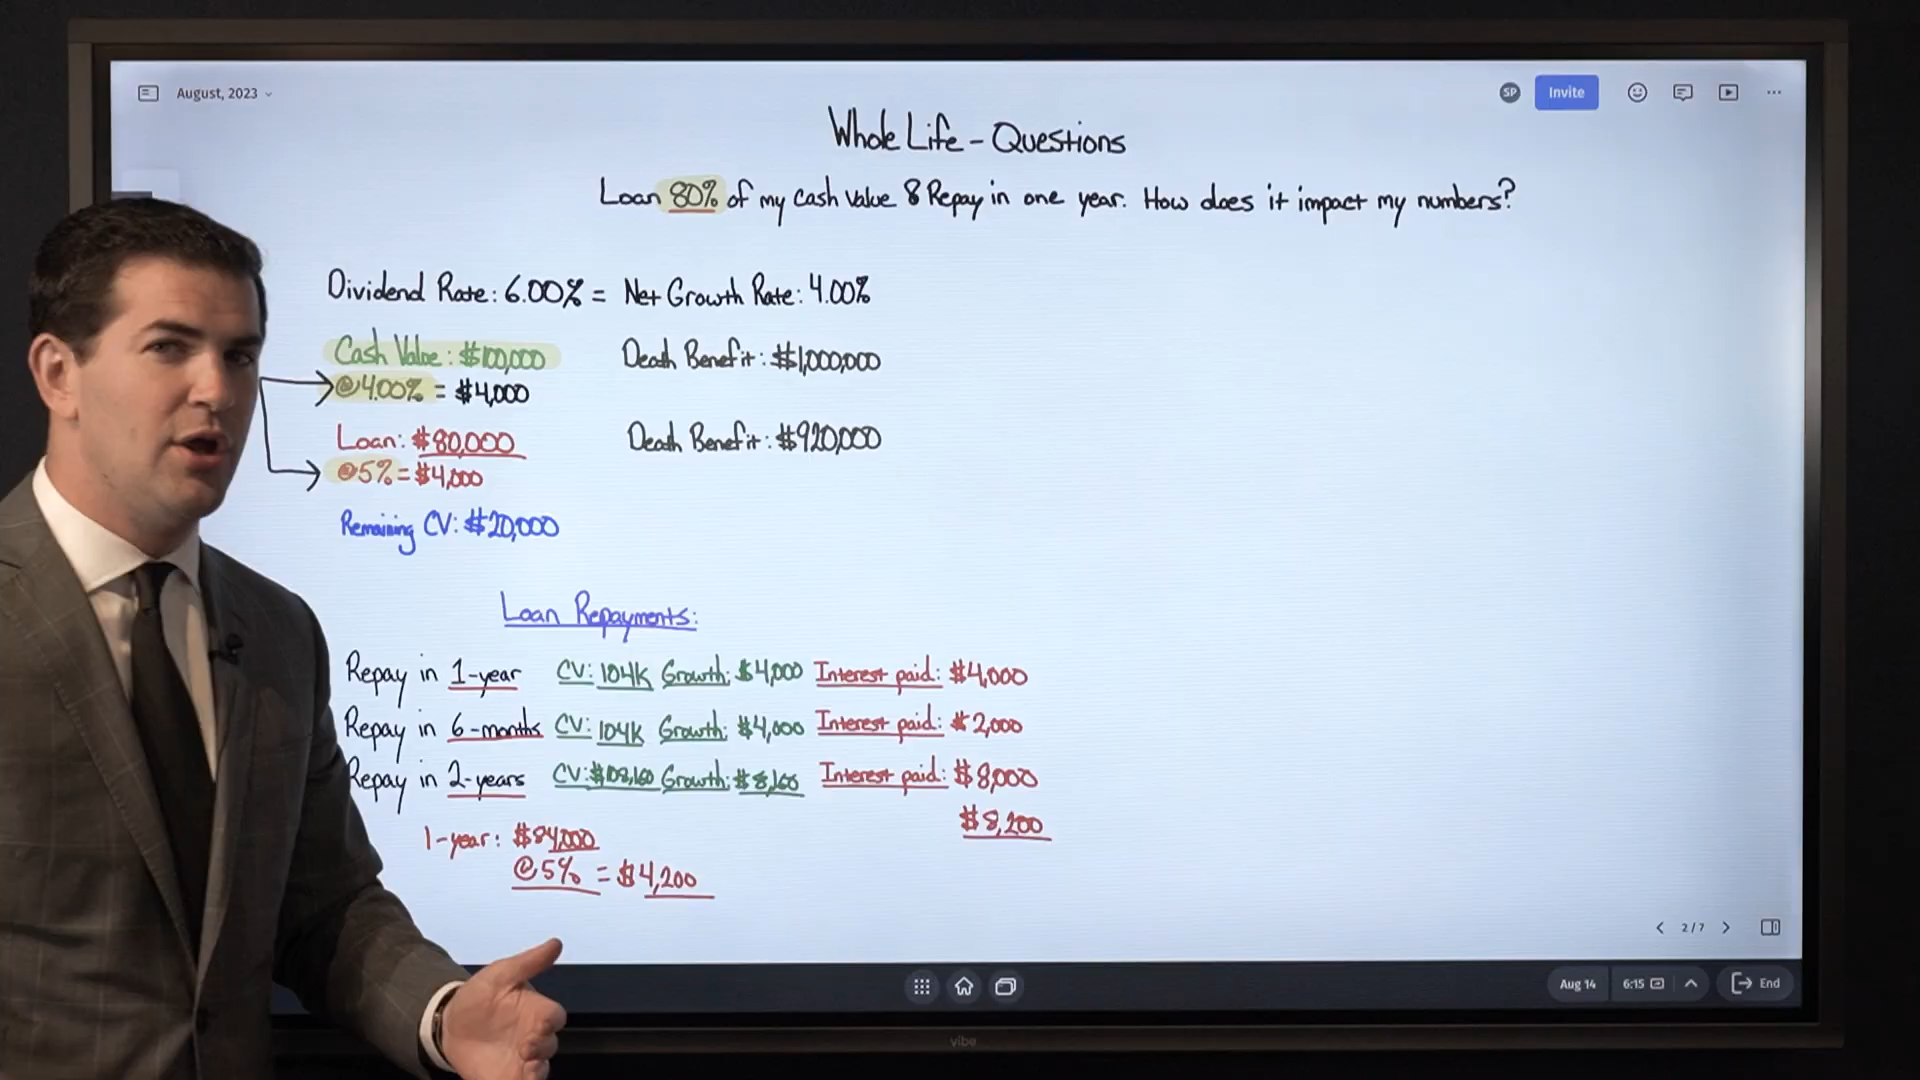 August, 2023
SP
Invite
Whole Life - Questions
Loan 80% of my Cash Value & Repay in one year. How does it impact my numbers?
Dividend Rate: 6.00% = Net Growth Rate: 4.00%
Cash Value: $100,000 Death Benefit: $1,000,000
@4.00% = $4,000
Loan: $80,000 Death Benefit: $920,000
@5% = $4,000
Remaining CV: $20,000
Loan Repayments:
Repay in 1-year CV: 104K Growth: $4,000 Interest paid: $4,000
Repay in 6-months CV: 104K Growth: $4,000 Interest paid: $2,000
Repay in 2-years CV: $108,160 Growth: $8,160 Interest paid: $8,000
$8,200
1-year: $84,000
@5% = $4,200
2/7
Aug 14
6:15
End
vibe